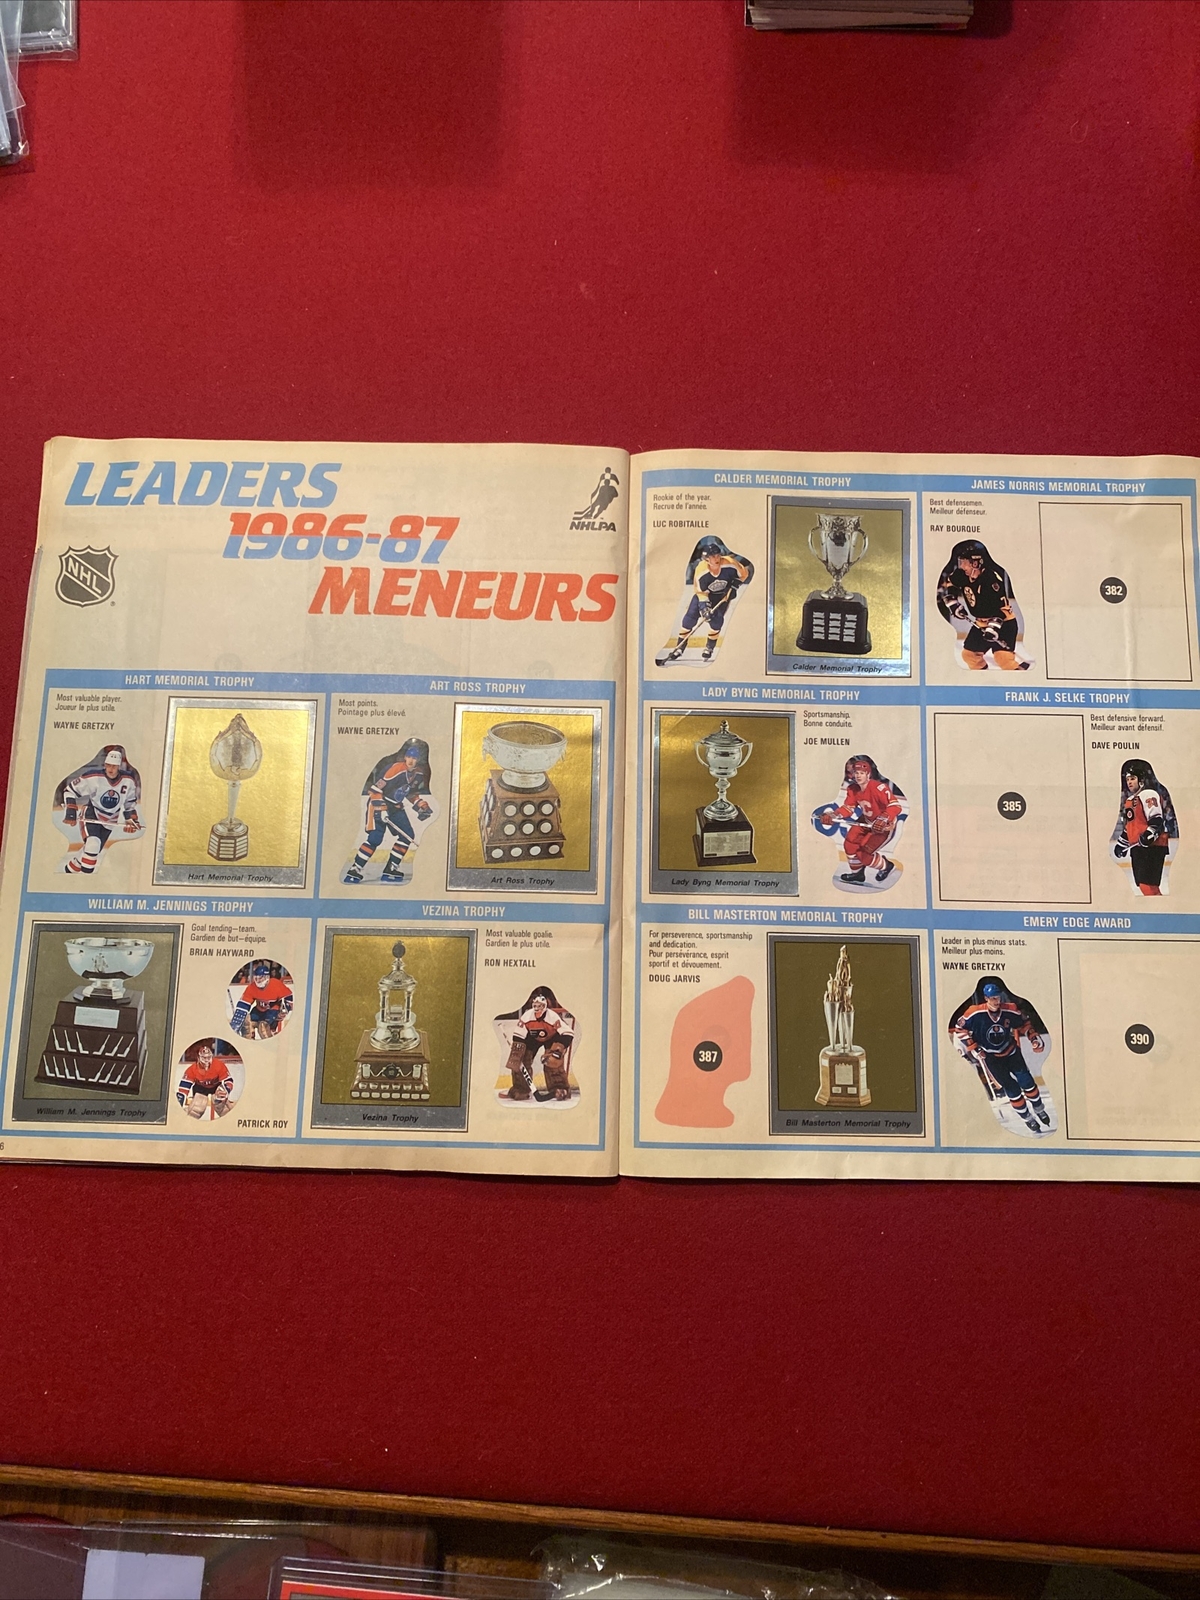 LEADERS
1986-87
MENEURS
NHLPA
NHL
HART MEMORIAL TROPHY
Most valuable player.
Joueur le plus utile.
WAYNE GRETZKY
Hart Memorial Trophy
ART ROSS TROPHY
Most points.
Pointage plus élevé.
WAYNE GRETZKY
Art Ross Trophy
WILLIAM M. JENNINGS TROPHY
William M. Jennings Trophy
Goal tending-team.
Gardien de but-équipe.
BRIAN HAYWARD
PATRICK ROY
VEZINA TROPHY
Vezina Trophy
Most valuable goalie.
Gardien le plus utile.
RON HEXTALL
6
CALDER MEMORIAL TROPHY
Rookie of the year.
Recrue de l'année.
LUC ROBITAILLE
Calder Memorial Trophy
JAMES NORRIS MEMORIAL TROPHY
Best defensemen.
Meilleur défenseur.
RAY BOURQUE
382
LADY BYNG MEMORIAL TROPHY
Lady Byng Memorial Trophy
Sportsmanship.
Bonne conduite.
JOE MULLEN
FRANK J. SELKE TROPHY
385
Best defensive forward.
Meilleur avant défensif.
DAVE POULIN
BILL MASTERTON MEMORIAL TROPHY
For perseverence, sportsmanship
and dedication.
Pour persévérance, esprit
sportif et dévouement.
DOUG JARVIS
387
Bill Masterton Memorial Trophy
EMERY EDGE AWARD
Leader in plus-minus stats.
Meilleur plus-moins.
WAYNE GRETZKY
390